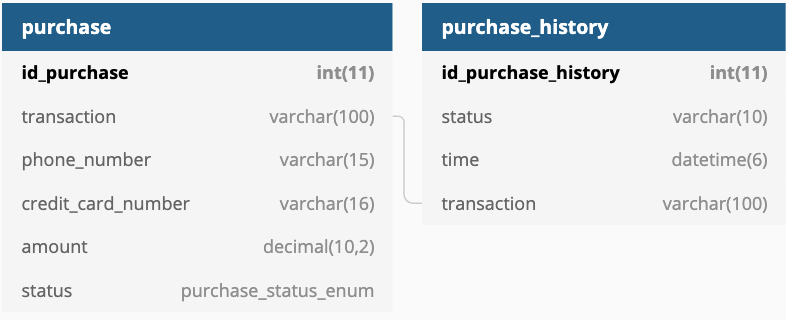 purchase
id_purchase int(11)
transaction varchar(100)
phone_number varchar(15)
credit_card_number varchar(16)
amount decimal(10,2)
status purchase_status_enum
purchase_history
id_purchase_history int(11)
status varchar(10)
time datetime(6)
transaction varchar(100)